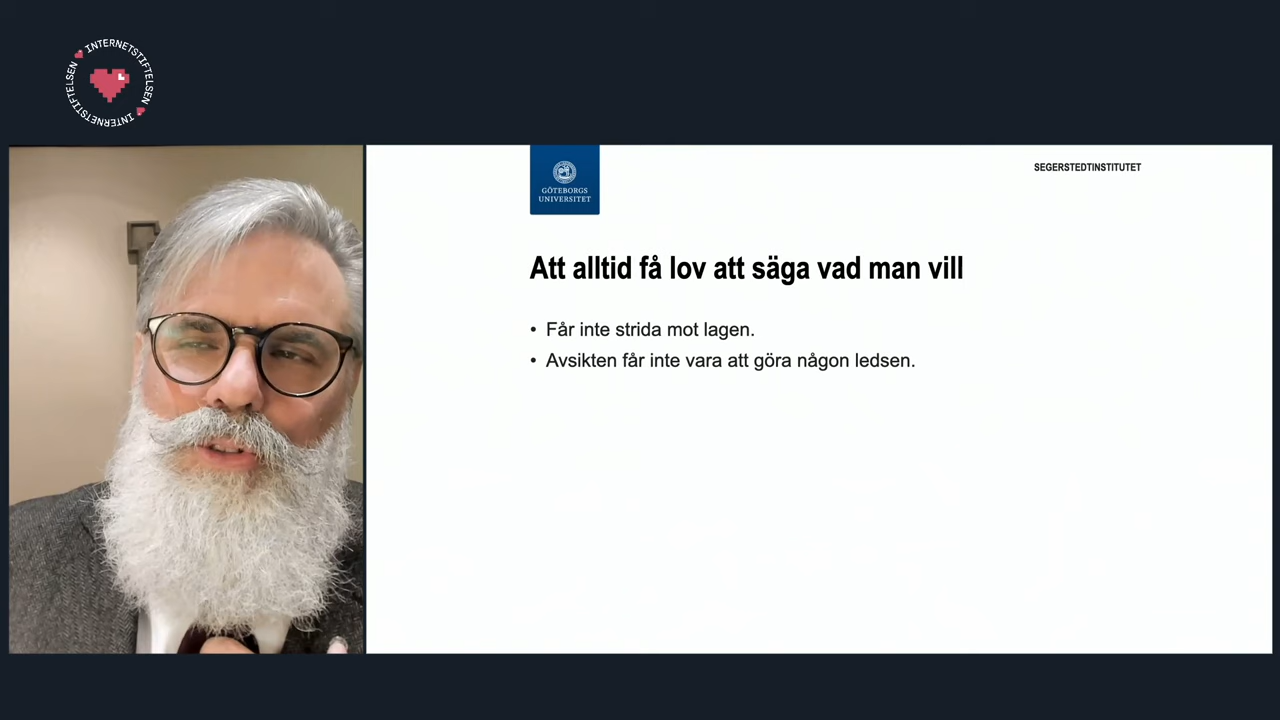 INTERNETSTIFTELSEN
INTERNETSTIFTELSEN
GÖTEBORGS
UNIVERSITET
SEGERSTEDTINSTITUTET
Att alltid få lov att säga vad man vill
• Får inte strida mot lagen.
• Avsikten får inte vara att göra någon ledsen.